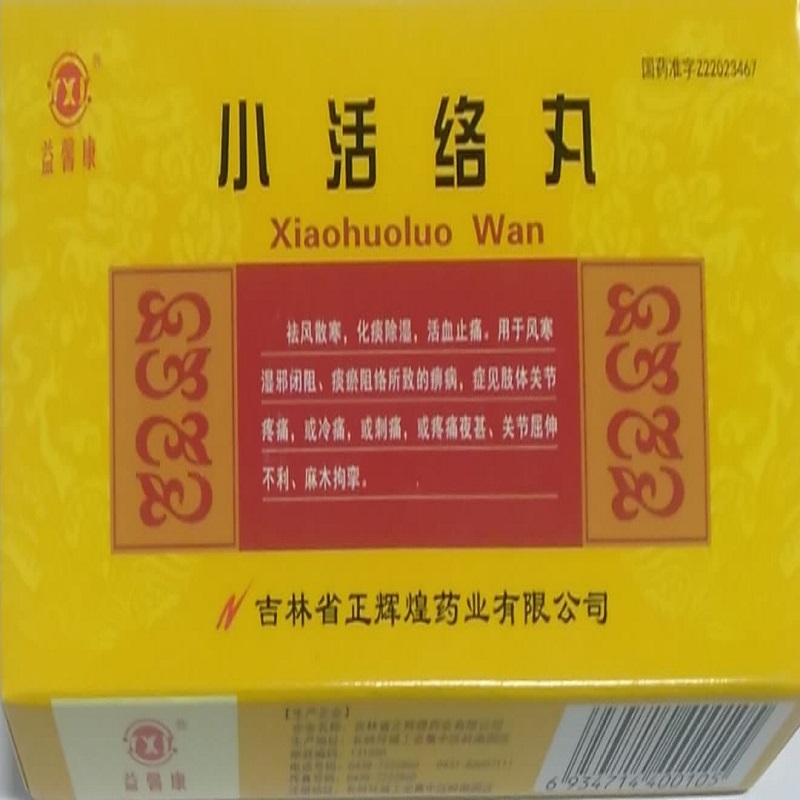 国药准字Z22023467
益馨康
小活络丸
Xiaohuoluo Wan
祛风散寒，化痰除湿，活血止痛。用于风寒
湿邪闭阻、痰瘀阻络所致的痹病，症见肢体关节
疼痛，或冷痛，或刺痛，或疼痛夜甚、关节屈伸
不利、麻木拘挛。
吉林省正辉煌药业有限公司
益馨康
6 934714 400105